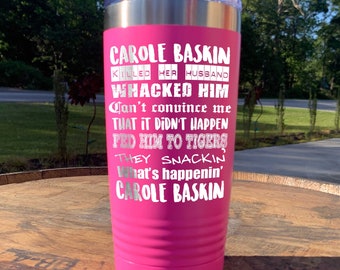 CAROLE BASKIN
KILLED HER HUSBAND
WHACKED HIM
Can't convince me
THAT IT DIDN'T HAPPEN
FED HIM TO TIGERS
THEY SNACKIN'
What's happenin'
CAROLE BASKIN